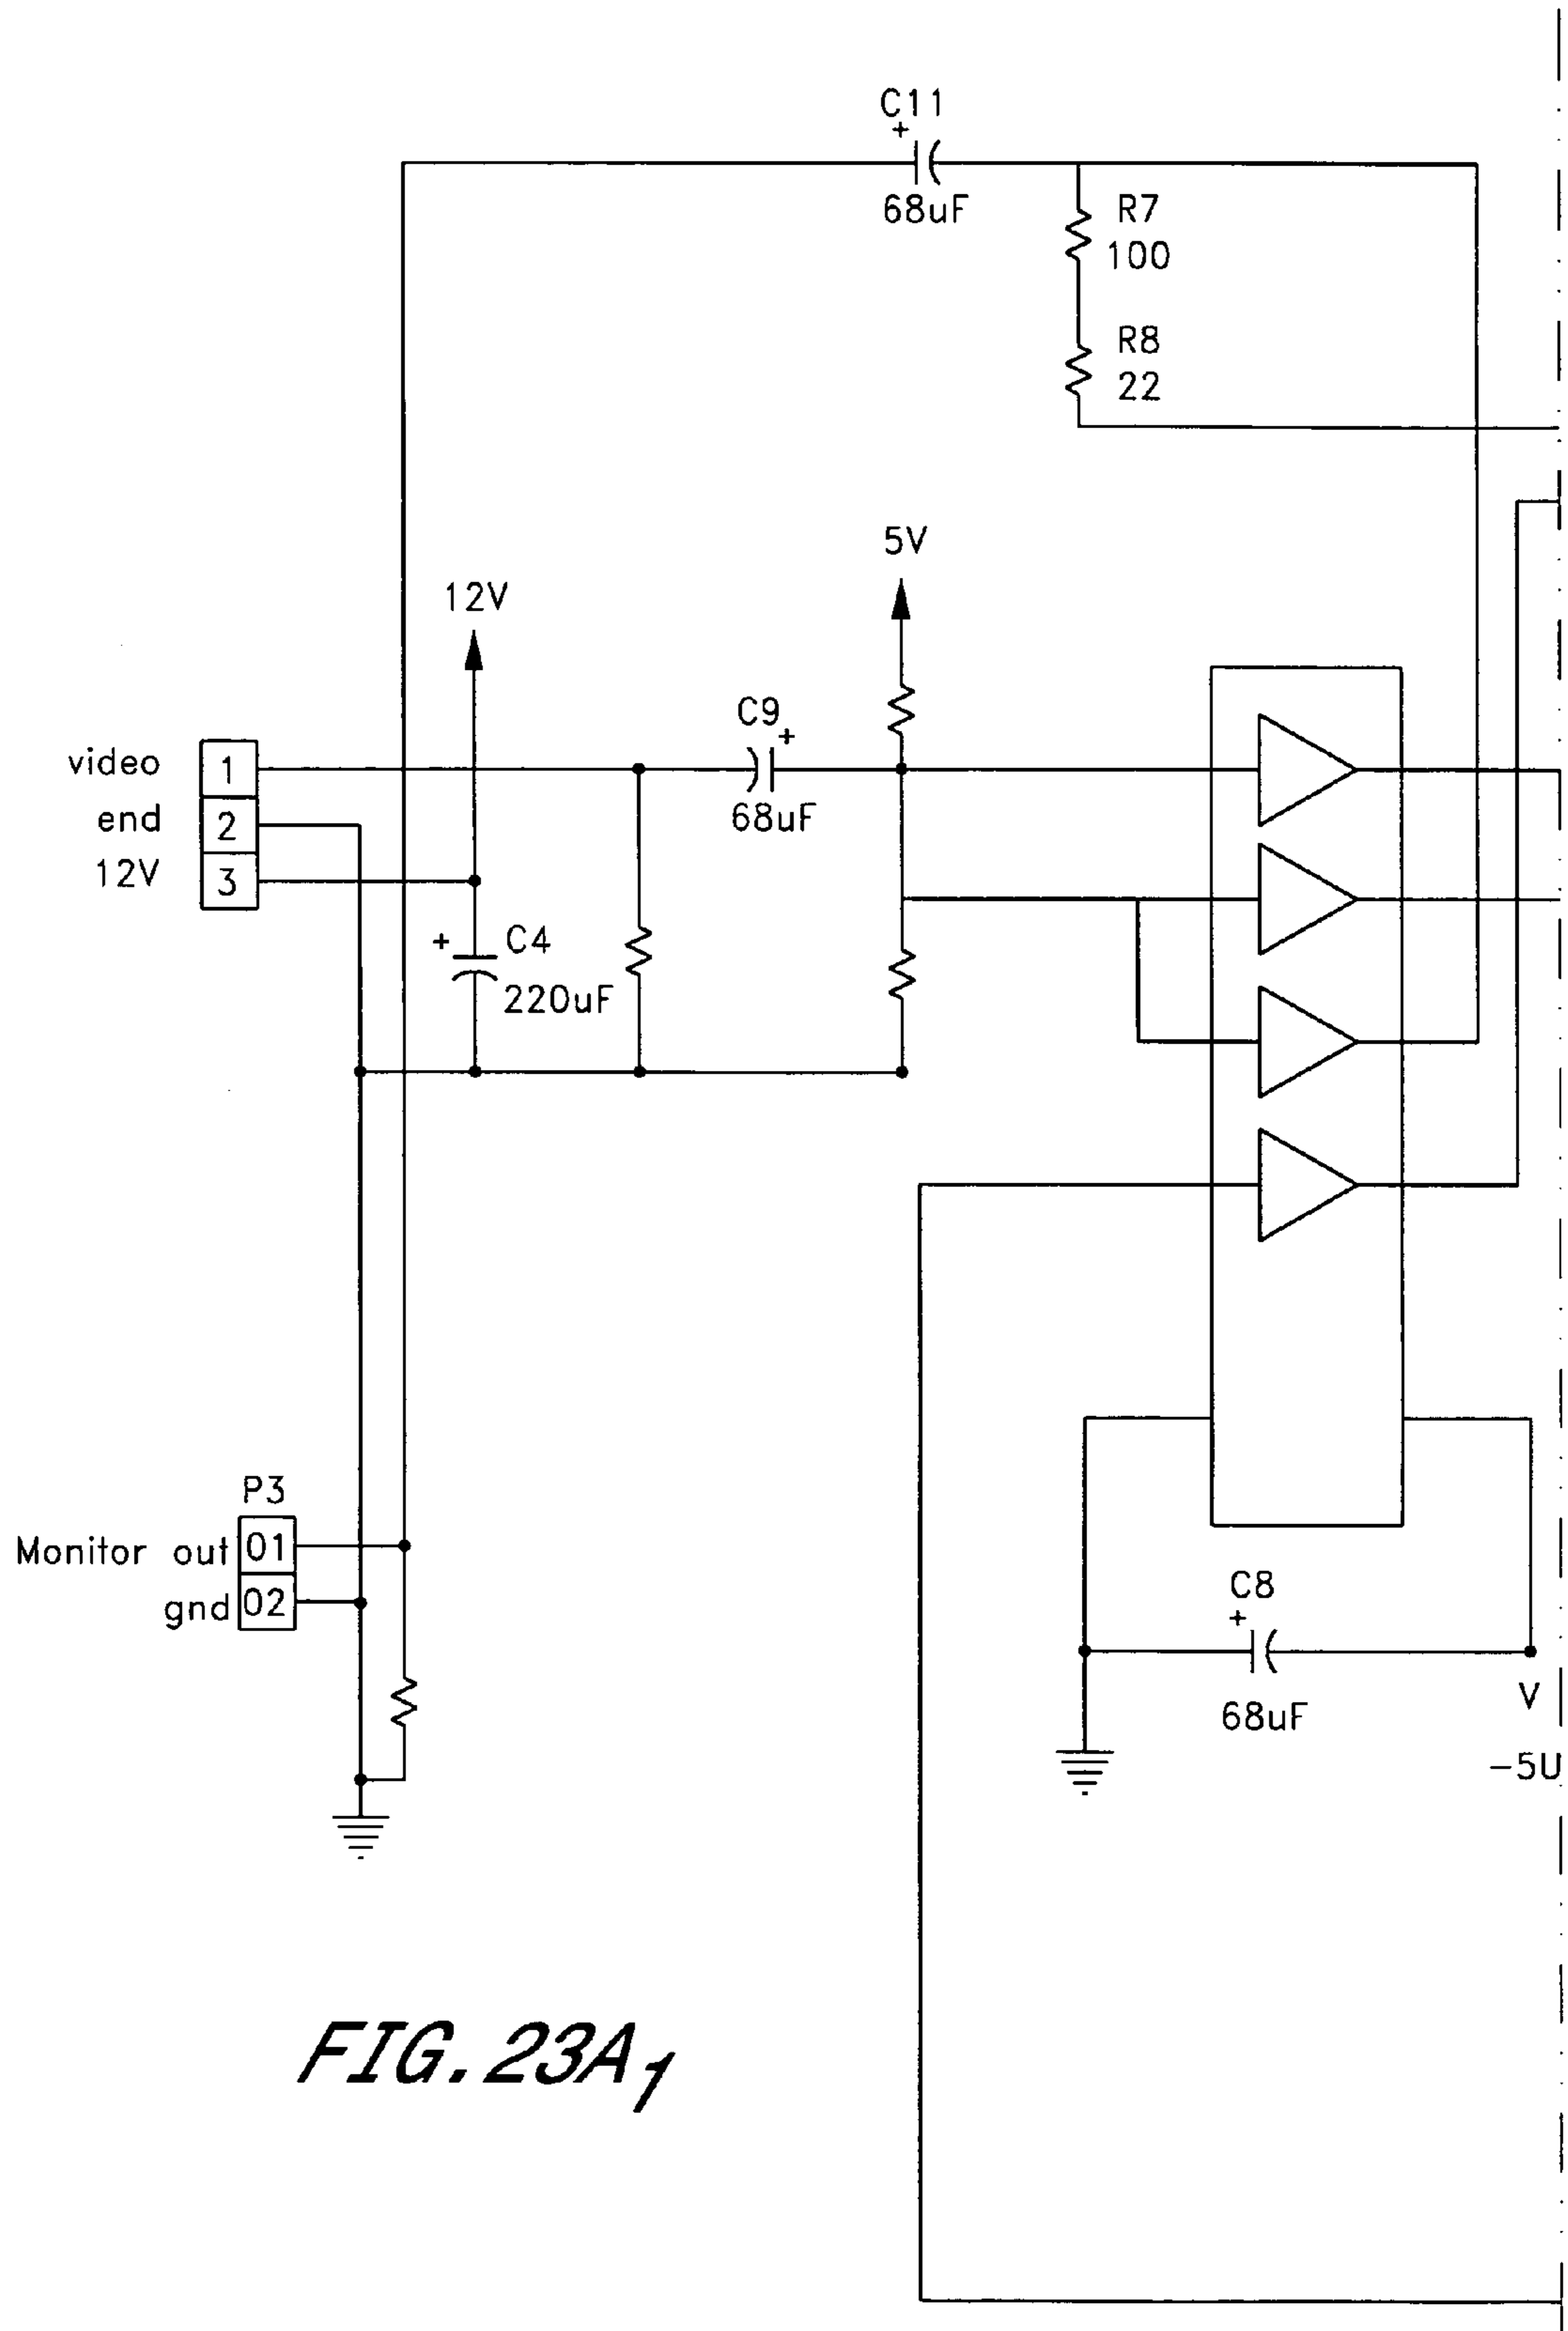 C11
+
68uF
R7
100
R8
22
5V
12V
C9
+
68uF
video 1
end 2
12V 3
+ C4
220uF
P3
Monitor out 01
gnd 02
C8
+
68uF
V
-5U
FIG. 23A1